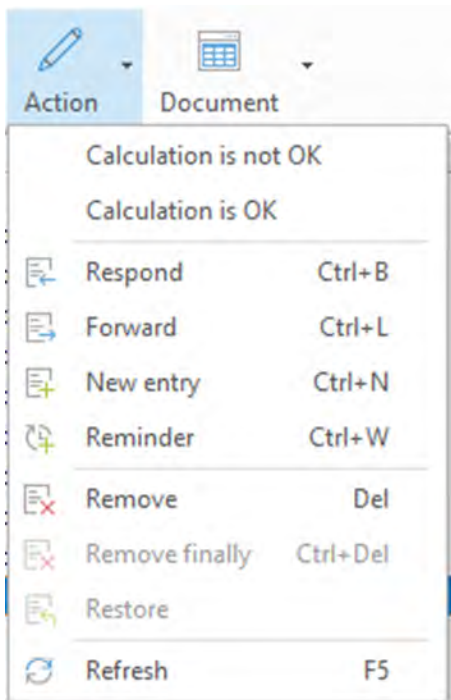 Action Document
Calculation is not OK
Calculation is OK
Respond Ctrl+B
Forward Ctrl+L
New entry Ctrl+N
Reminder Ctrl+W
Remove Del
Remove finally Ctrl+Del
Restore
Refresh F5